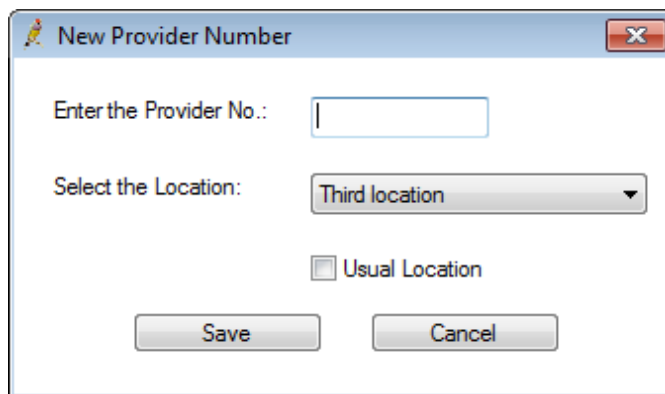 New Provider Number
Enter the Provider No.:
Select the Location: Third location
Usual Location
Save Cancel